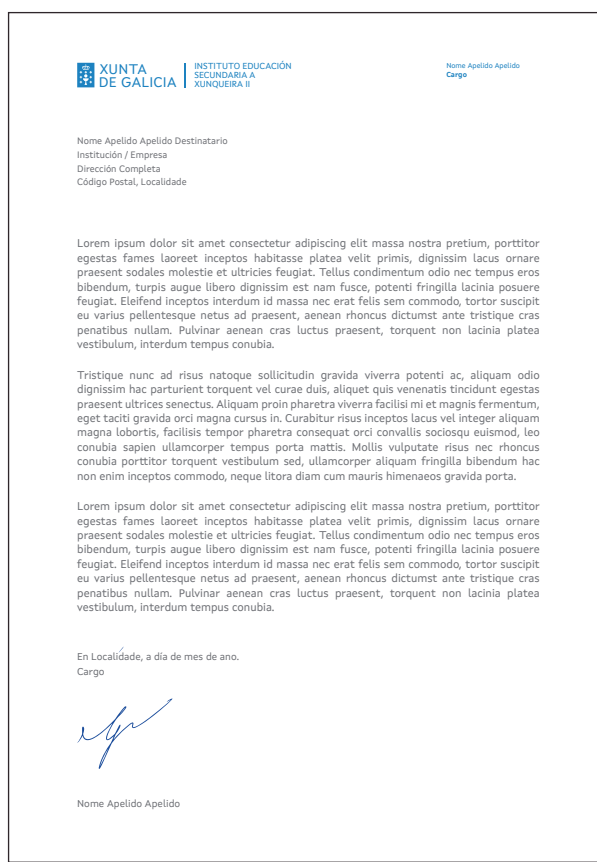 XUNTA
DE GALICIA
INSTITUTO EDUCACIÓN
SECUNDARIA A
XUNQUEIRA II
Nome Apelido Apelido
Cargo
Nome Apelido Apelido Destinatario
Institución / Empresa
Dirección Completa
Código Postal, Localidade
Lorem ipsum dolor sit amet consectetur adipiscing elit massa nostra pretium, porttitor
egestas fames laoreet inceptos habitasse platea velit primis, dignissim lacus ornare
praesent sodales molestie et ultricies feugiat. Tellus condimentum odio nec tempus eros
bibendum, turpis augue libero dignissim est nam fusce, potenti fringilla lacinia posuere
feugiat. Eleifend inceptos interdum id massa nec erat felis sem commodo, tortor suscipit
eu varius pellentesque netus ad praesent, aenean rhoncus dictumst ante tristique cras
penatibus nullam. Pulvinar aenean cras luctus praesent, torquent non lacinia platea
vestibulum, interdum tempus conubia.
Tristique nunc ad risus natoque sollicitudin gravida viverra potenti ac, aliquam odio
dignissim hac parturient torquent vel curae duis, aliquet quis venenatis tincidunt egestas
praesent ultrices senectus. Aliquam proin pharetra viverra facilisi mi et magnis fermentum,
eget taciti gravida orci magna cursus in. Curabitur risus inceptos lacus vel integer aliquam
magna lobortis, facilisis tempor pharetra consequat orci convallis sociosqu euismod, leo
conubia sapien ullamcorper tempus porta mattis. Mollis vulputate risus nec rhoncus
conubia porttitor torquent vestibulum sed, ullamcorper aliquam fringilla bibendum hac
non enim inceptos commodo, neque litora diam cum mauris himenaeos gravida porta.
Lorem ipsum dolor sit amet consectetur adipiscing elit massa nostra pretium, porttitor
egestas fames laoreet inceptos habitasse platea velit primis, dignissim lacus ornare
praesent sodales molestie et ultricies feugiat. Tellus condimentum odio nec tempus eros
bibendum, turpis augue libero dignissim est nam fusce, potenti fringilla lacinia posuere
feugiat. Eleifend inceptos interdum id massa nec erat felis sem commodo, tortor suscipit
eu varius pellentesque netus ad praesent, aenean rhoncus dictumst ante tristique cras
penatibus nullam. Pulvinar aenean cras luctus praesent, torquent non lacinia platea
vestibulum, interdum tempus conubia.
En Localidade, a día de mes de ano.
Cargo
Nome Apelido Apelido